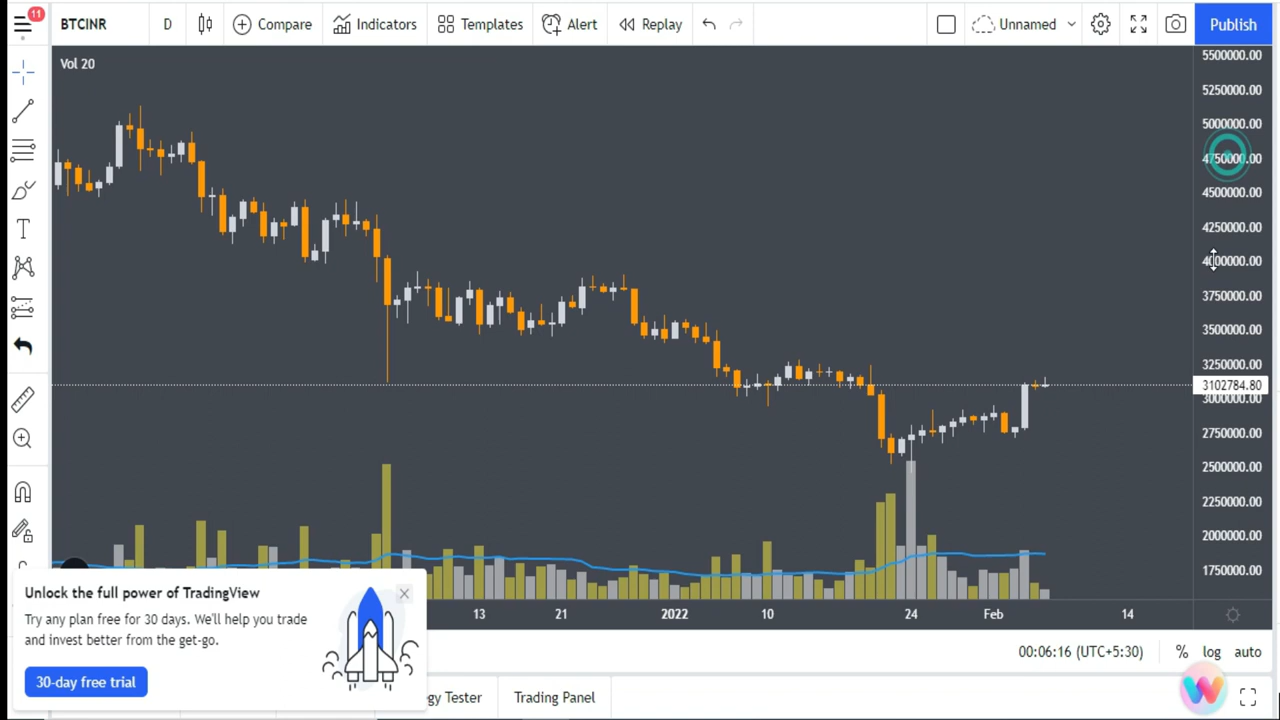 11
BTCINR D Compare Indicators Templates Alert Replay Unnamed Publish
Vol 20
5500000.00
5250000.00
5000000.00
4750000.00
4500000.00
4250000.00
4000000.00
3750000.00
3500000.00
3250000.00
3102784.80
3000000.00
2750000.00
2500000.00
2250000.00
2000000.00
1750000.00
13 21 2022 10 24 Feb 14
Unlock the full power of TradingView
Try any plan free for 30 days. We'll help you trade
and invest better from the get-go.
30-day free trial
00:06:16 (UTC+5:30) % log auto
Tester Trading Panel